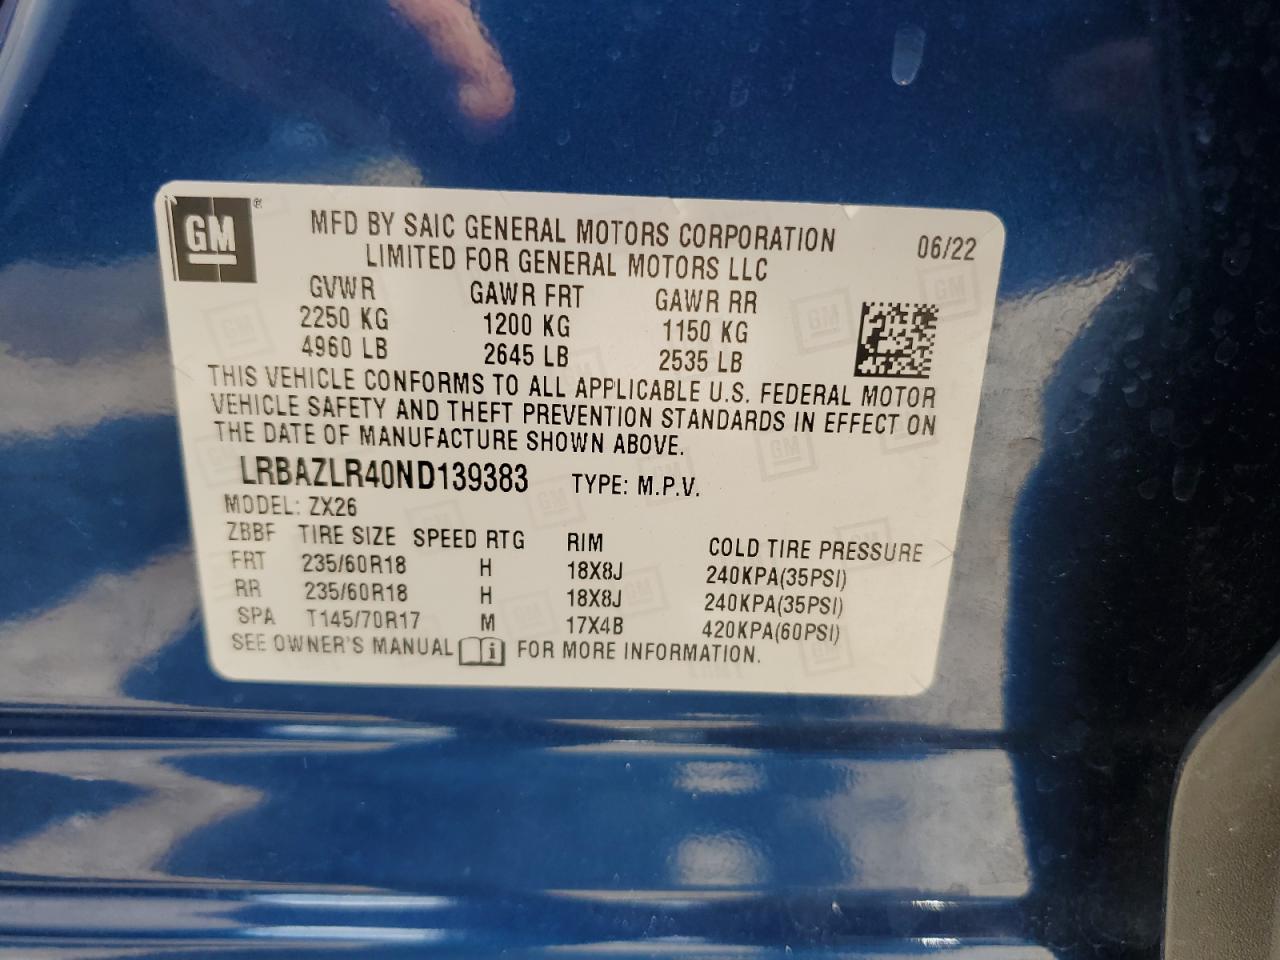 GM ®
MFD BY SAIC GENERAL MOTORS CORPORATION 06/22
LIMITED FOR GENERAL MOTORS LLC
GVWR GAWR FRT GAWR RR
2250 KG 1200 KG 1150 KG
4960 LB 2645 LB 2535 LB
THIS VEHICLE CONFORMS TO ALL APPLICABLE U.S. FEDERAL MOTOR
VEHICLE SAFETY AND THEFT PREVENTION STANDARDS IN EFFECT ON
THE DATE OF MANUFACTURE SHOWN ABOVE.
LRBAZLR40ND139383 TYPE: M.P.V.
MODEL: ZX26
ZBBF TIRE SIZE SPEED RTG RIM COLD TIRE PRESSURE
FRT 235/60R18 H 18X8J 240KPA(35PSI)
RR 235/60R18 H 18X8J 240KPA(35PSI)
SPA T145/70R17 M 17X4B 420KPA(60PSI)
SEE OWNER'S MANUAL i FOR MORE INFORMATION.